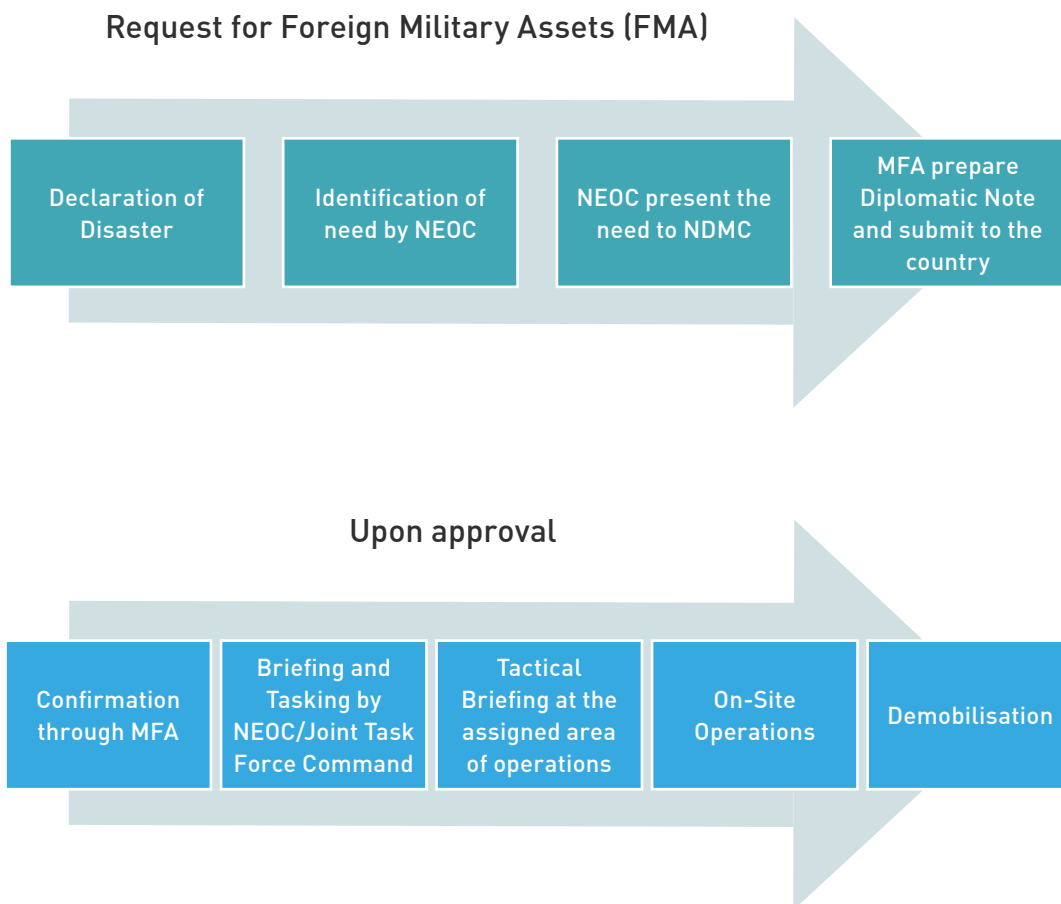 Request for Foreign Military Assets (FMA)
Declaration of
Disaster
Identification of
need by NEOC
NEOC present the
need to NDMC
MFA prepare
Diplomatic Note
and submit to the
country
Upon approval
Confirmation
through MFA
Briefing and
Tasking by
NEOC/Joint Task
Force Command
Tactical
Briefing at the
assigned area
of operations
On-Site
Operations
Demobilisation